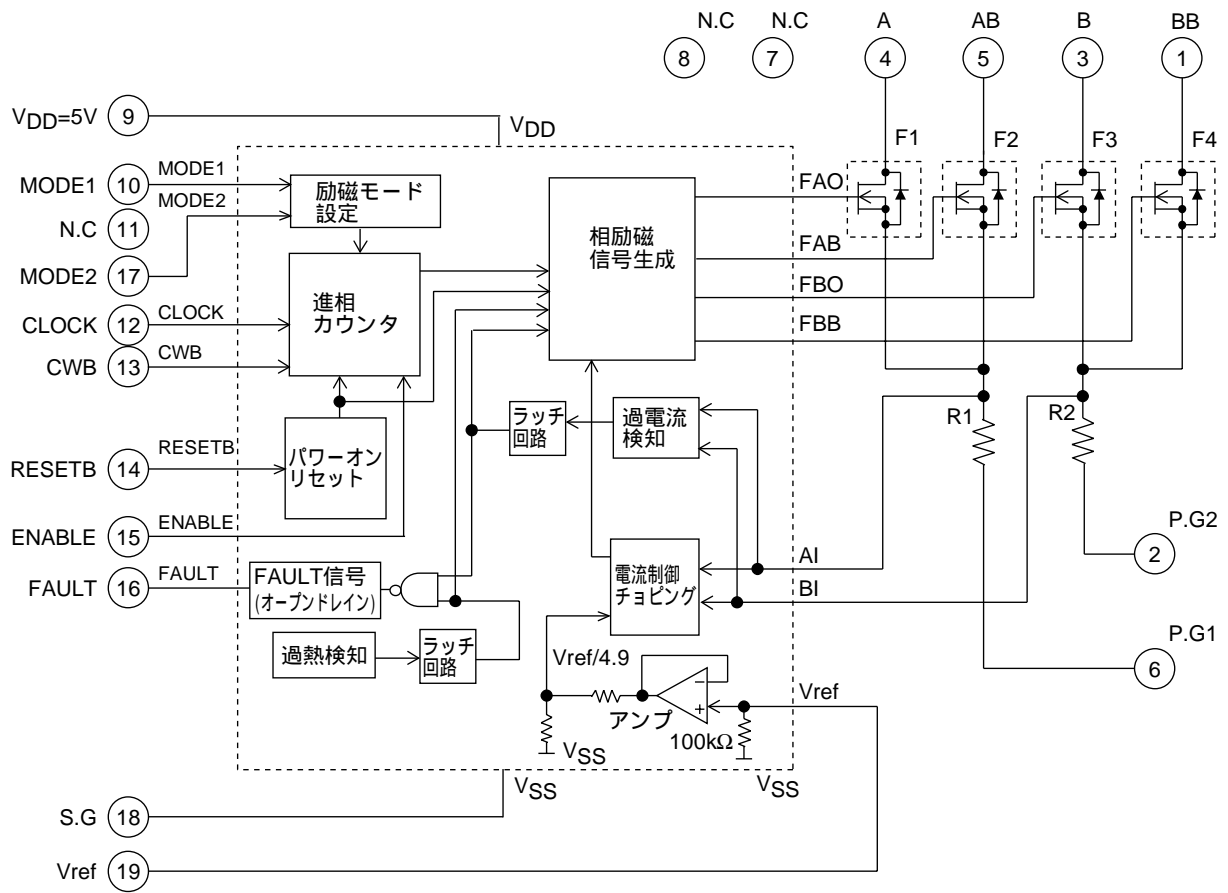 N.C
N.C
A
AB
B
BB
8
7
4
5
3
1
VDD=5V
9
VDD
F1
F2
F3
F4
MODE1
10
MODE1
MODE2
励磁モード
設定
N.C
11
MODE2
17
相励磁
信号生成
FAO
FAB
FBO
FBB
CLOCK
12
CLOCK
進相
カウンタ
CWB
13
CWB
ラッチ
回路
過電流
検知
R1
R2
RESETB
14
RESETB
パワーオン
リセット
ENABLE
15
ENABLE
P.G2
2
FAULT
16
FAULT
FAULT信号
(オープンドレイン)
電流制御
チョピング
AI
BI
過熱検知
ラッチ
回路
P.G1
6
Vref/4.9
アンプ
Vref
100kΩ
VSS
VSS
VSS
S.G
18
Vref
19